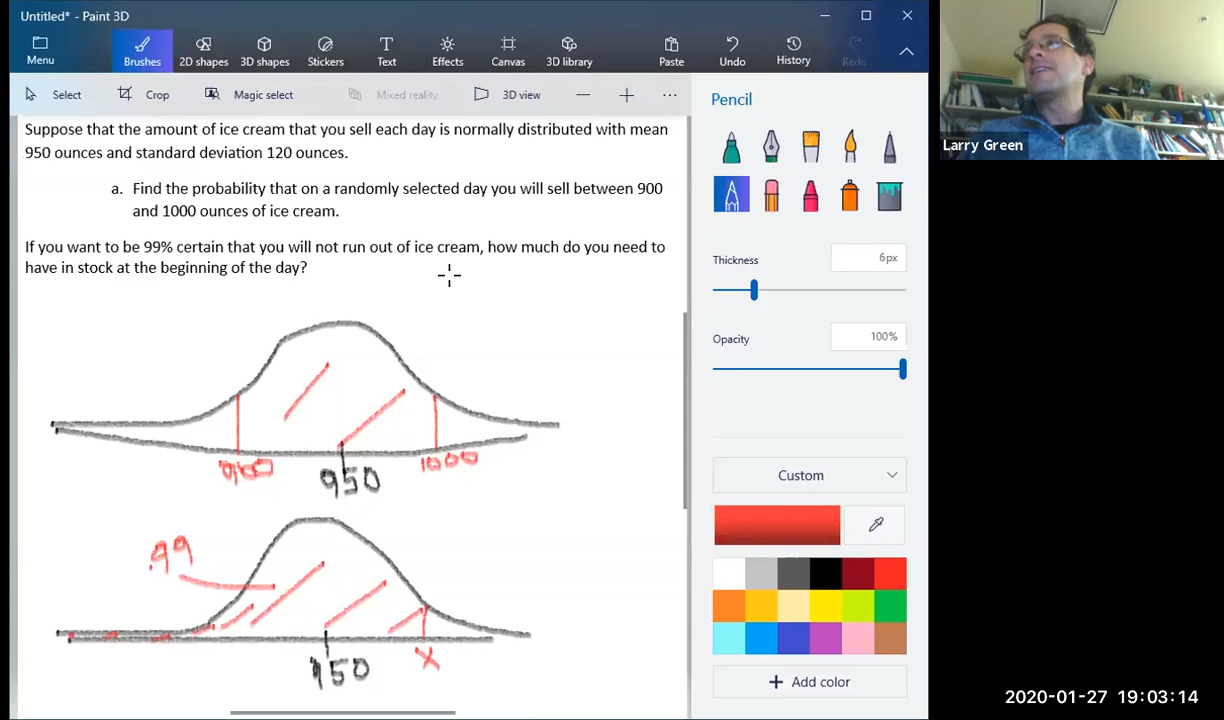 Untitled* - Paint 3D
Menu
Brushes
2D shapes
3D shapes
Stickers
Text
Effects
Canvas
3D library
Paste
Undo
History
Redo
Select
Crop
Magic select
Mixed reality
3D view
Suppose that the amount of ice cream that you sell each day is normally distributed with mean
950 ounces and standard deviation 120 ounces.
a. Find the probability that on a randomly selected day you will sell between 900
and 1000 ounces of ice cream.
If you want to be 99% certain that you will not run out of ice cream, how much do you need to
have in stock at the beginning of the day?
900
950
1000
.99
950
x
Pencil
Thickness
6px
Opacity
100%
Custom
Add color
Larry Green
2020-01-27 19:03:14